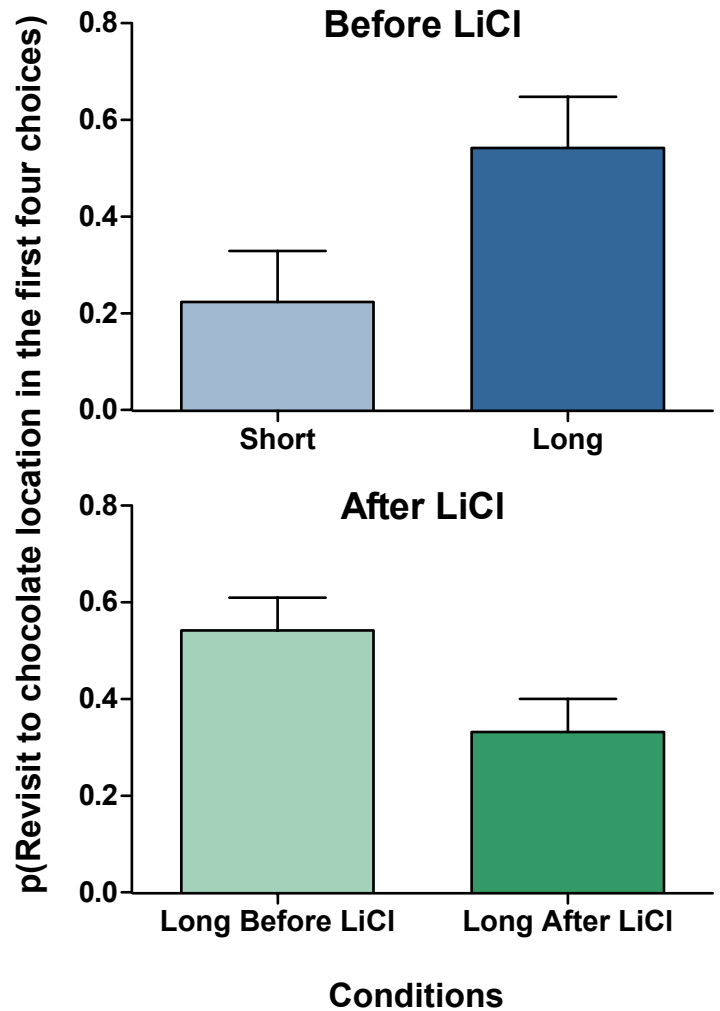 p(Revisit to chocolate location in the first four choices)
Before LiCl
0.8
0.6
0.4
0.2
0.0
Short Long
After LiCl
0.8
0.6
0.4
0.2
0.0
Long Before LiCl Long After LiCl
Conditions